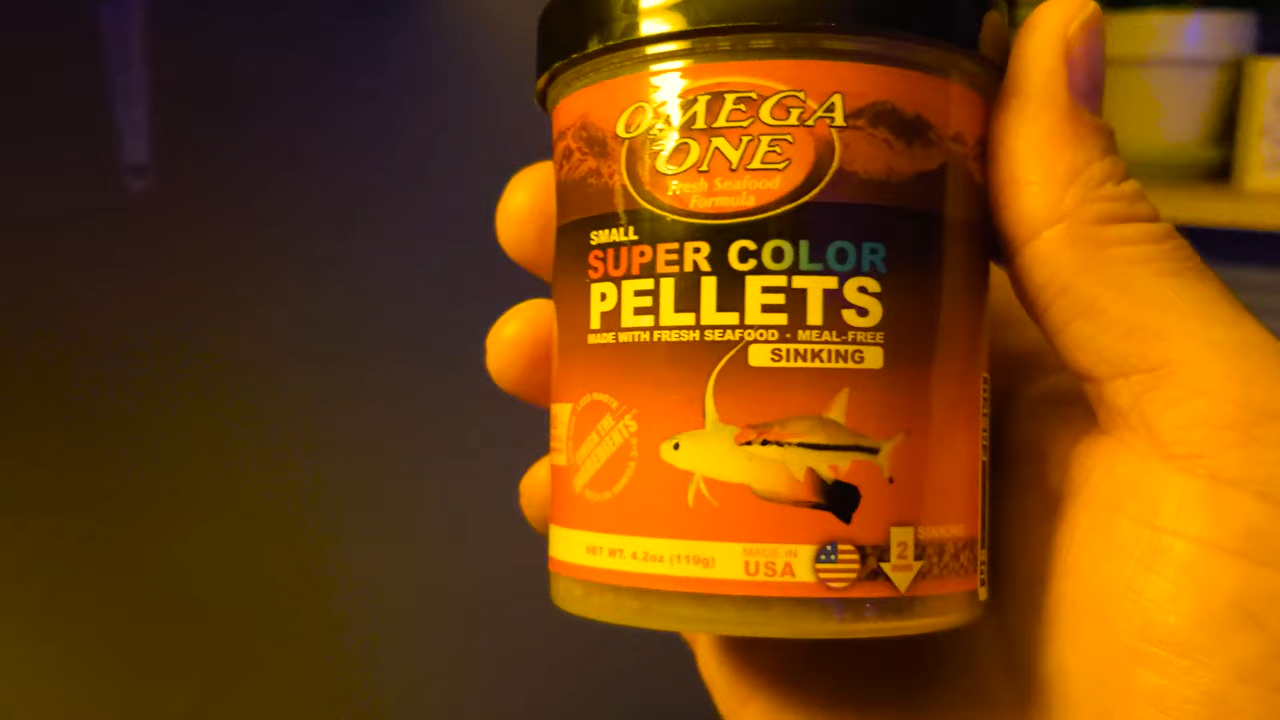 OMEGA
ONE
Fresh Seafood
Formula
SMALL
SUPER COLOR
PELLETS
MADE WITH FRESH SEAFOOD · MEAL-FREE
SINKING
NET WT. 4.2oz (119g)
MADE IN
USA
2
SINKING